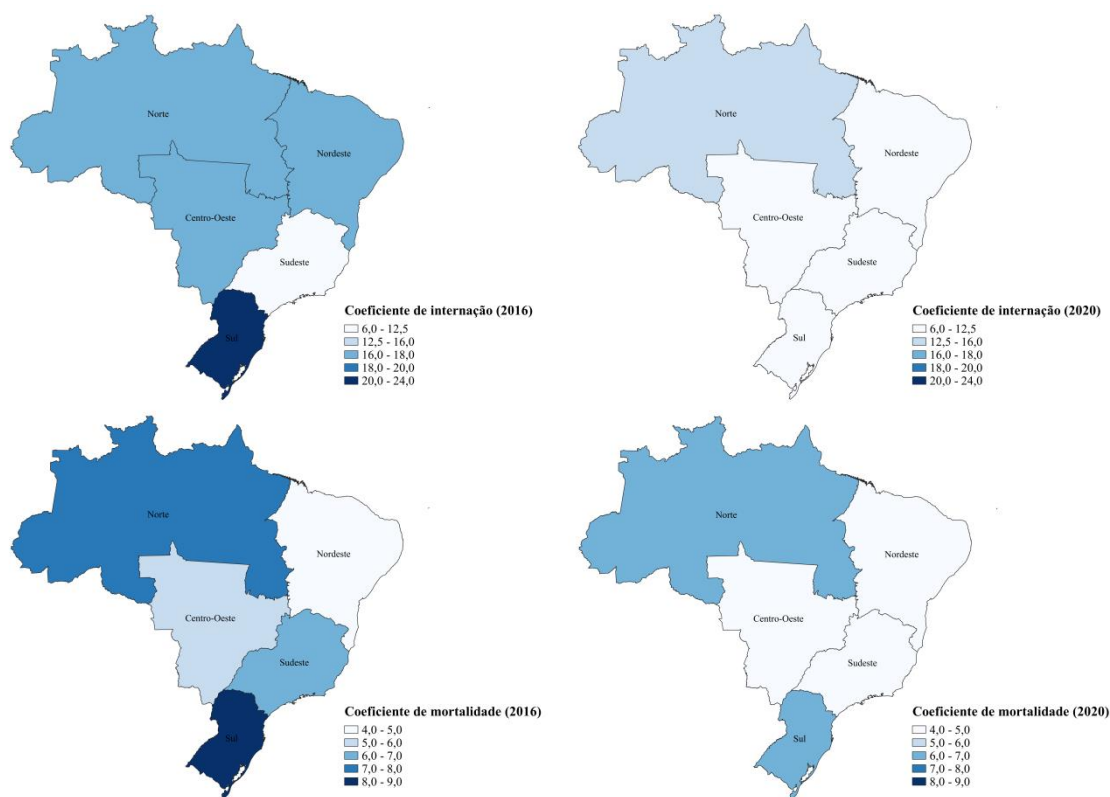 Norte
Nordeste
Centro-Oeste
Sudeste
Sul
Coeficiente de internação (2016)
6,0 - 12,5
12,5 - 16,0
16,0 - 18,0
18,0 - 20,0
20,0 - 24,0
Norte
Nordeste
Centro-Oeste
Sudeste
Sul
Coeficiente de internação (2020)
6,0 - 12,5
12,5 - 16,0
16,0 - 18,0
18,0 - 20,0
20,0 - 24,0
Norte
Nordeste
Centro-Oeste
Sudeste
Sul
Coeficiente de mortalidade (2016)
4,0 - 5,0
5,0 - 6,0
6,0 - 7,0
7,0 - 8,0
8,0 - 9,0
Norte
Nordeste
Centro-Oeste
Sudeste
Sul
Coeficiente de mortalidade (2020)
4,0 - 5,0
5,0 - 6,0
6,0 - 7,0
7,0 - 8,0
8,0 - 9,0